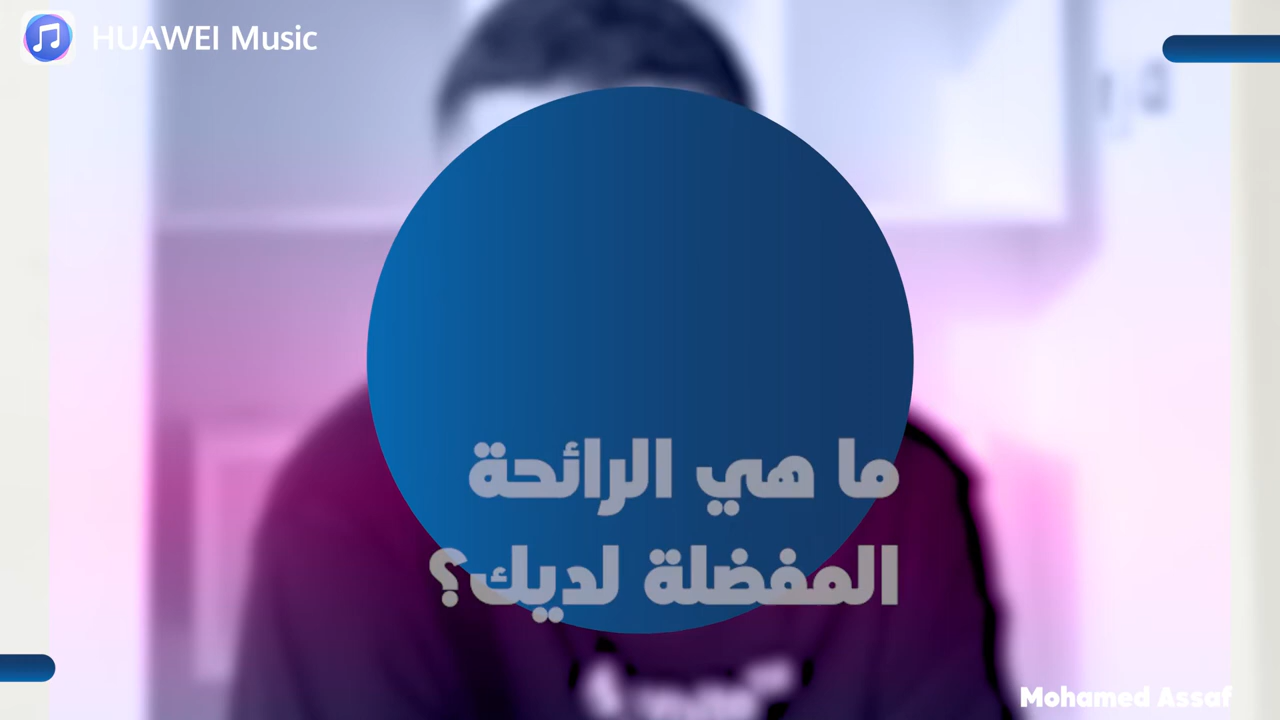 HUAWEI Music
ما هي الرائحة
المفضلة لديك؟
Mohamed Assaf